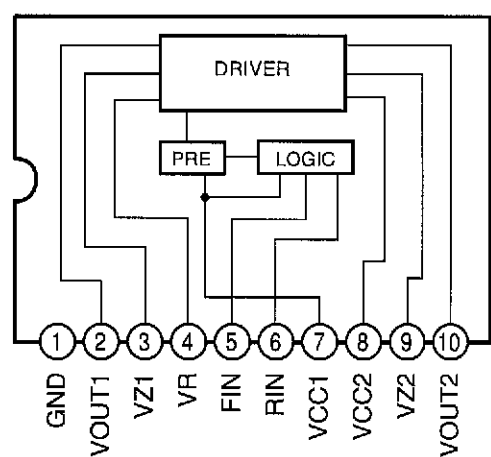 DRIVER
PRE
LOGIC
1 2 3 4 5 6 7 8 9 10
GND
VOUT1
VZ1
VR
FIN
RIN
VCC1
VCC2
VZ2
VOUT2